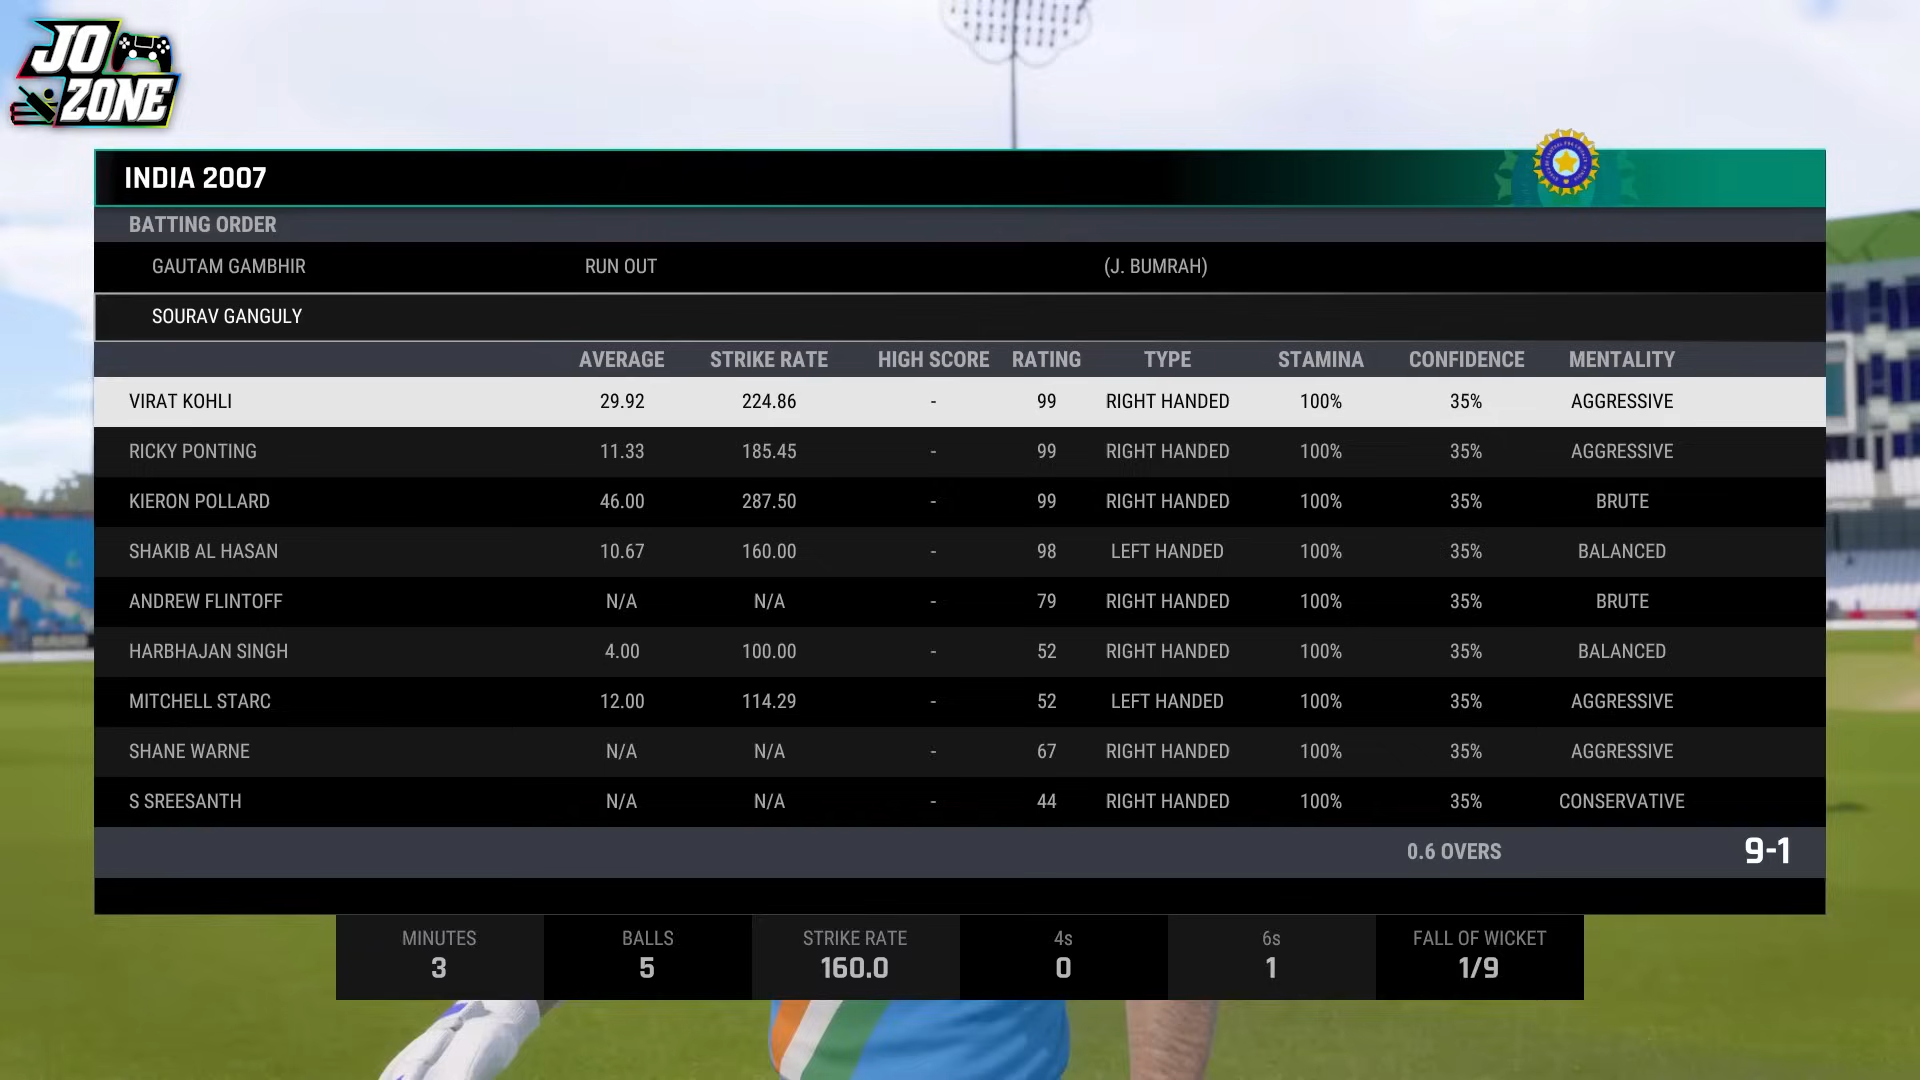 JO
ZONE
INDIA 2007
BATTING ORDER
GAUTAM GAMBHIR RUN OUT (J. BUMRAH)
SOURAV GANGULY
AVERAGE STRIKE RATE HIGH SCORE RATING TYPE STAMINA CONFIDENCE MENTALITY
VIRAT KOHLI 29.92 224.86 - 99 RIGHT HANDED 100% 35% AGGRESSIVE
RICKY PONTING 11.33 185.45 - 99 RIGHT HANDED 100% 35% AGGRESSIVE
KIERON POLLARD 46.00 287.50 - 99 RIGHT HANDED 100% 35% BRUTE
SHAKIB AL HASAN 10.67 160.00 - 98 LEFT HANDED 100% 35% BALANCED
ANDREW FLINTOFF N/A N/A - 79 RIGHT HANDED 100% 35% BRUTE
HARBHAJAN SINGH 4.00 100.00 - 52 RIGHT HANDED 100% 35% BALANCED
MITCHELL STARC 12.00 114.29 - 52 LEFT HANDED 100% 35% AGGRESSIVE
SHANE WARNE N/A N/A - 67 RIGHT HANDED 100% 35% AGGRESSIVE
S SREESANTH N/A N/A - 44 RIGHT HANDED 100% 35% CONSERVATIVE
0.6 OVERS 9-1
MINUTES BALLS STRIKE RATE 4s 6s FALL OF WICKET
3 5 160.0 0 1 1/9